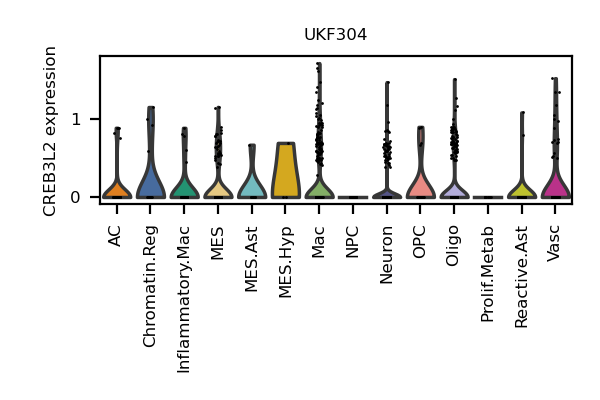 UKF304
CREB3L2 expression
1
0
AC
Chromatin.Reg
Inflammatory.Mac
MES
MES.Ast
MES.Hyp
Mac
NPC
Neuron
OPC
Oligo
Prolif.Metab
Reactive.Ast
Vasc